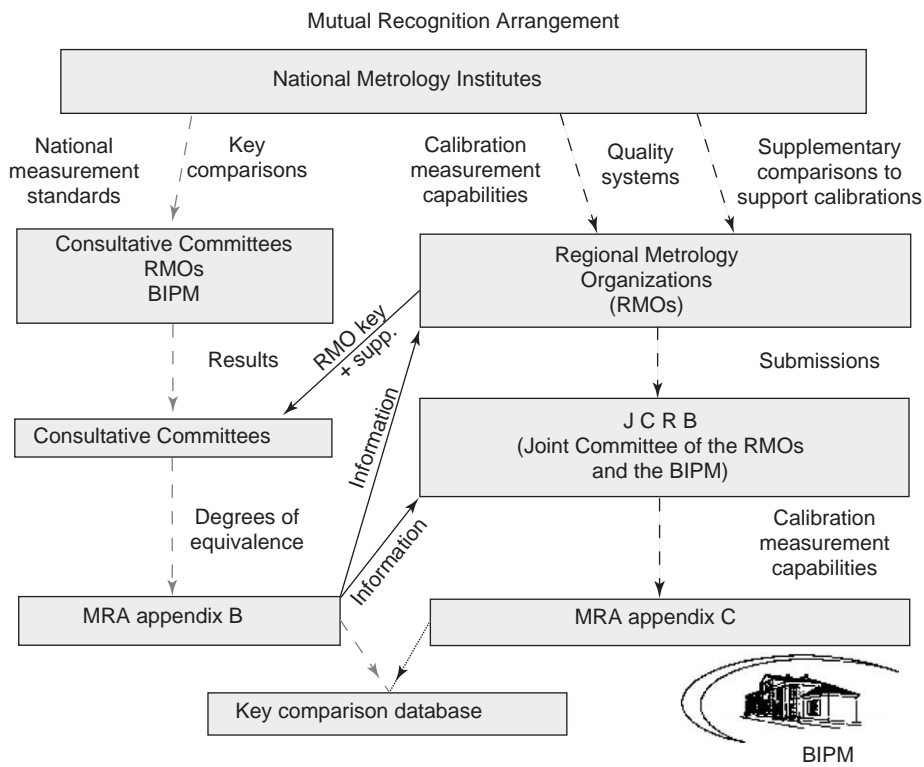 Mutual Recognition Arrangement
National Metrology Institutes
National
measurement
standards
Key
comparisons
Calibration
measurement
capabilities
Quality
systems
Supplementary
comparisons to
support calibrations
Consultative Committees
RMOs
BIPM
Regional Metrology
Organizations
(RMOs)
RMO key
+ supp.
Results
Submissions
Consultative Committees
Information
J C R B
(Joint Committee of the RMOs
and the BIPM)
Degrees of
equivalence
Information
Calibration
measurement
capabilities
MRA appendix B
MRA appendix C
Key comparison database
BIPM